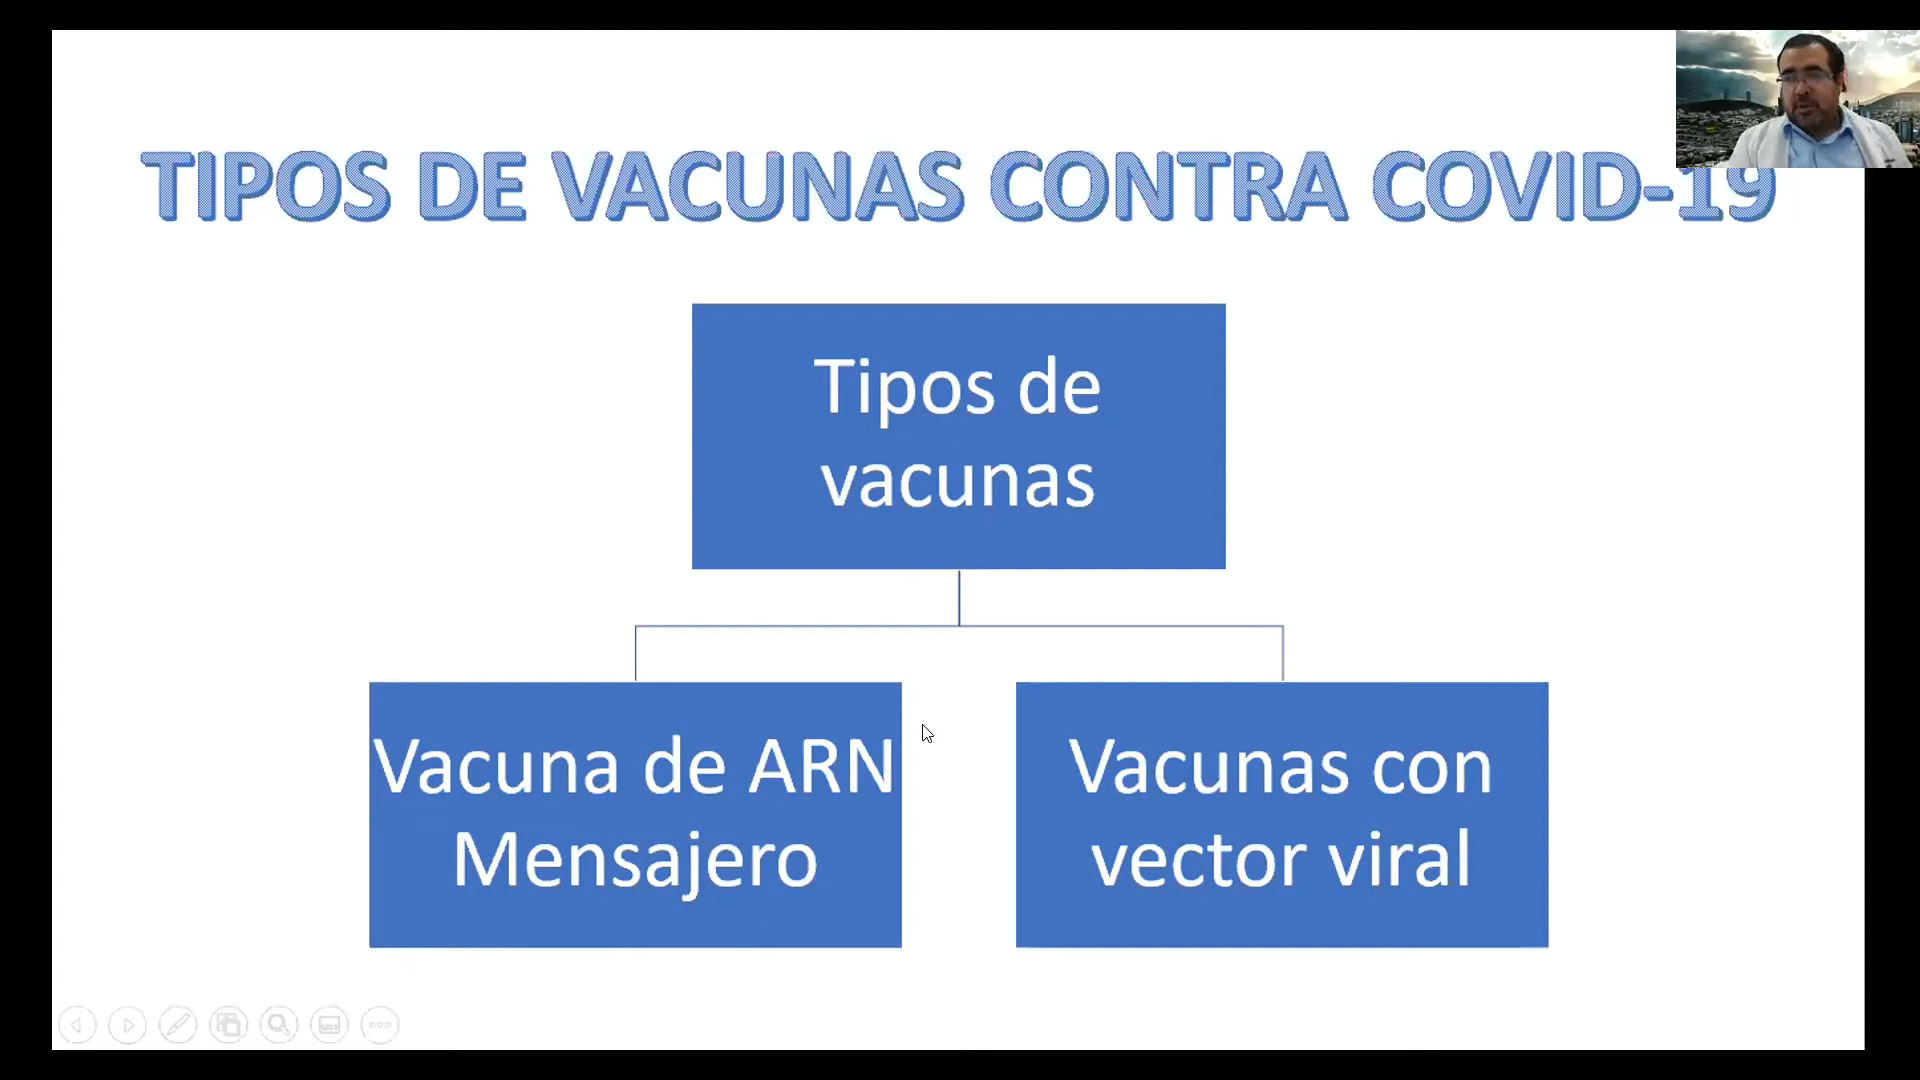 TIPOS DE VACUNAS CONTRA COVID-19
Tipos de
vacunas
Vacuna de ARN
Mensajero
Vacunas con
vector viral